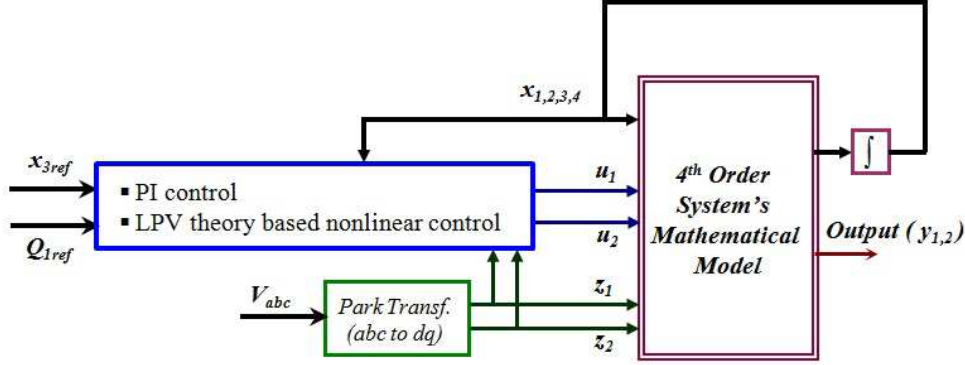 x1,2,3,4
x3ref
Q1ref
▪ PI control
▪ LPV theory based nonlinear control
u1
u2
4th Order
System's
Mathematical
Model
∫
Output ( y1,2)
Vabc
Park Transf.
(abc to dq)
z1
z2